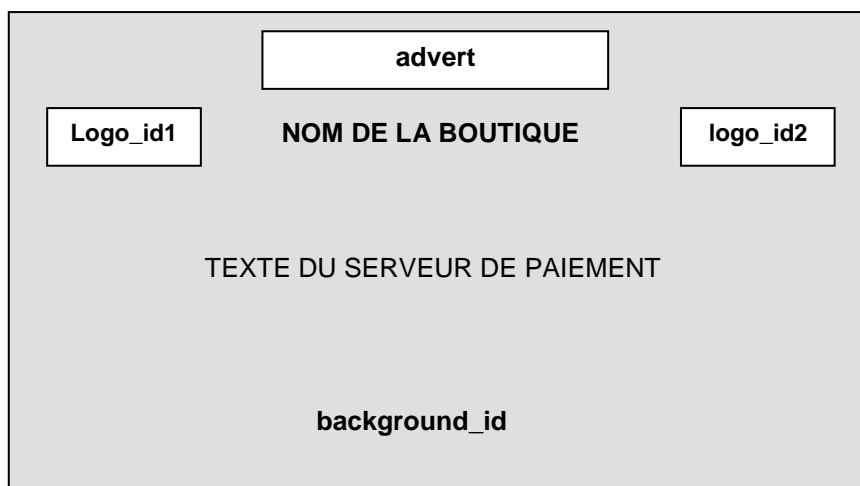 advert
Logo_id1 NOM DE LA BOUTIQUE logo_id2
TEXTE DU SERVEUR DE PAIEMENT
background_id